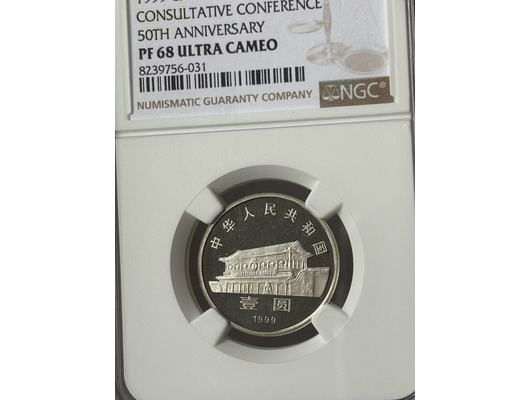 CONSULTATIVE CONFERENCE
50TH ANNIVERSARY
PF 68 ULTRA CAMEO
8239756-031
NUMISMATIC GUARANTY COMPANY
NGC®
中华人民共和国
壹圆
1999